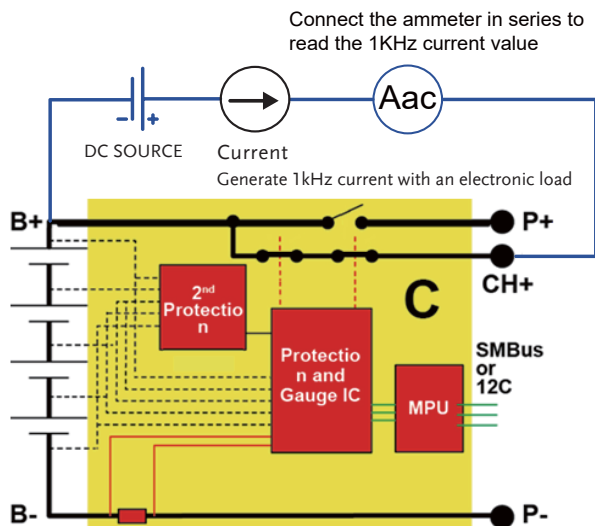 Connect the ammeter in series to
read the 1KHz current value
Aac
- +
DC SOURCE
Current
Generate 1kHz current with an electronic load
B+
P+
CH+
C
2nd
Protectio
n
Protectio
n and
Gauge IC
MPU
SMBus
or
12C
B-
P-